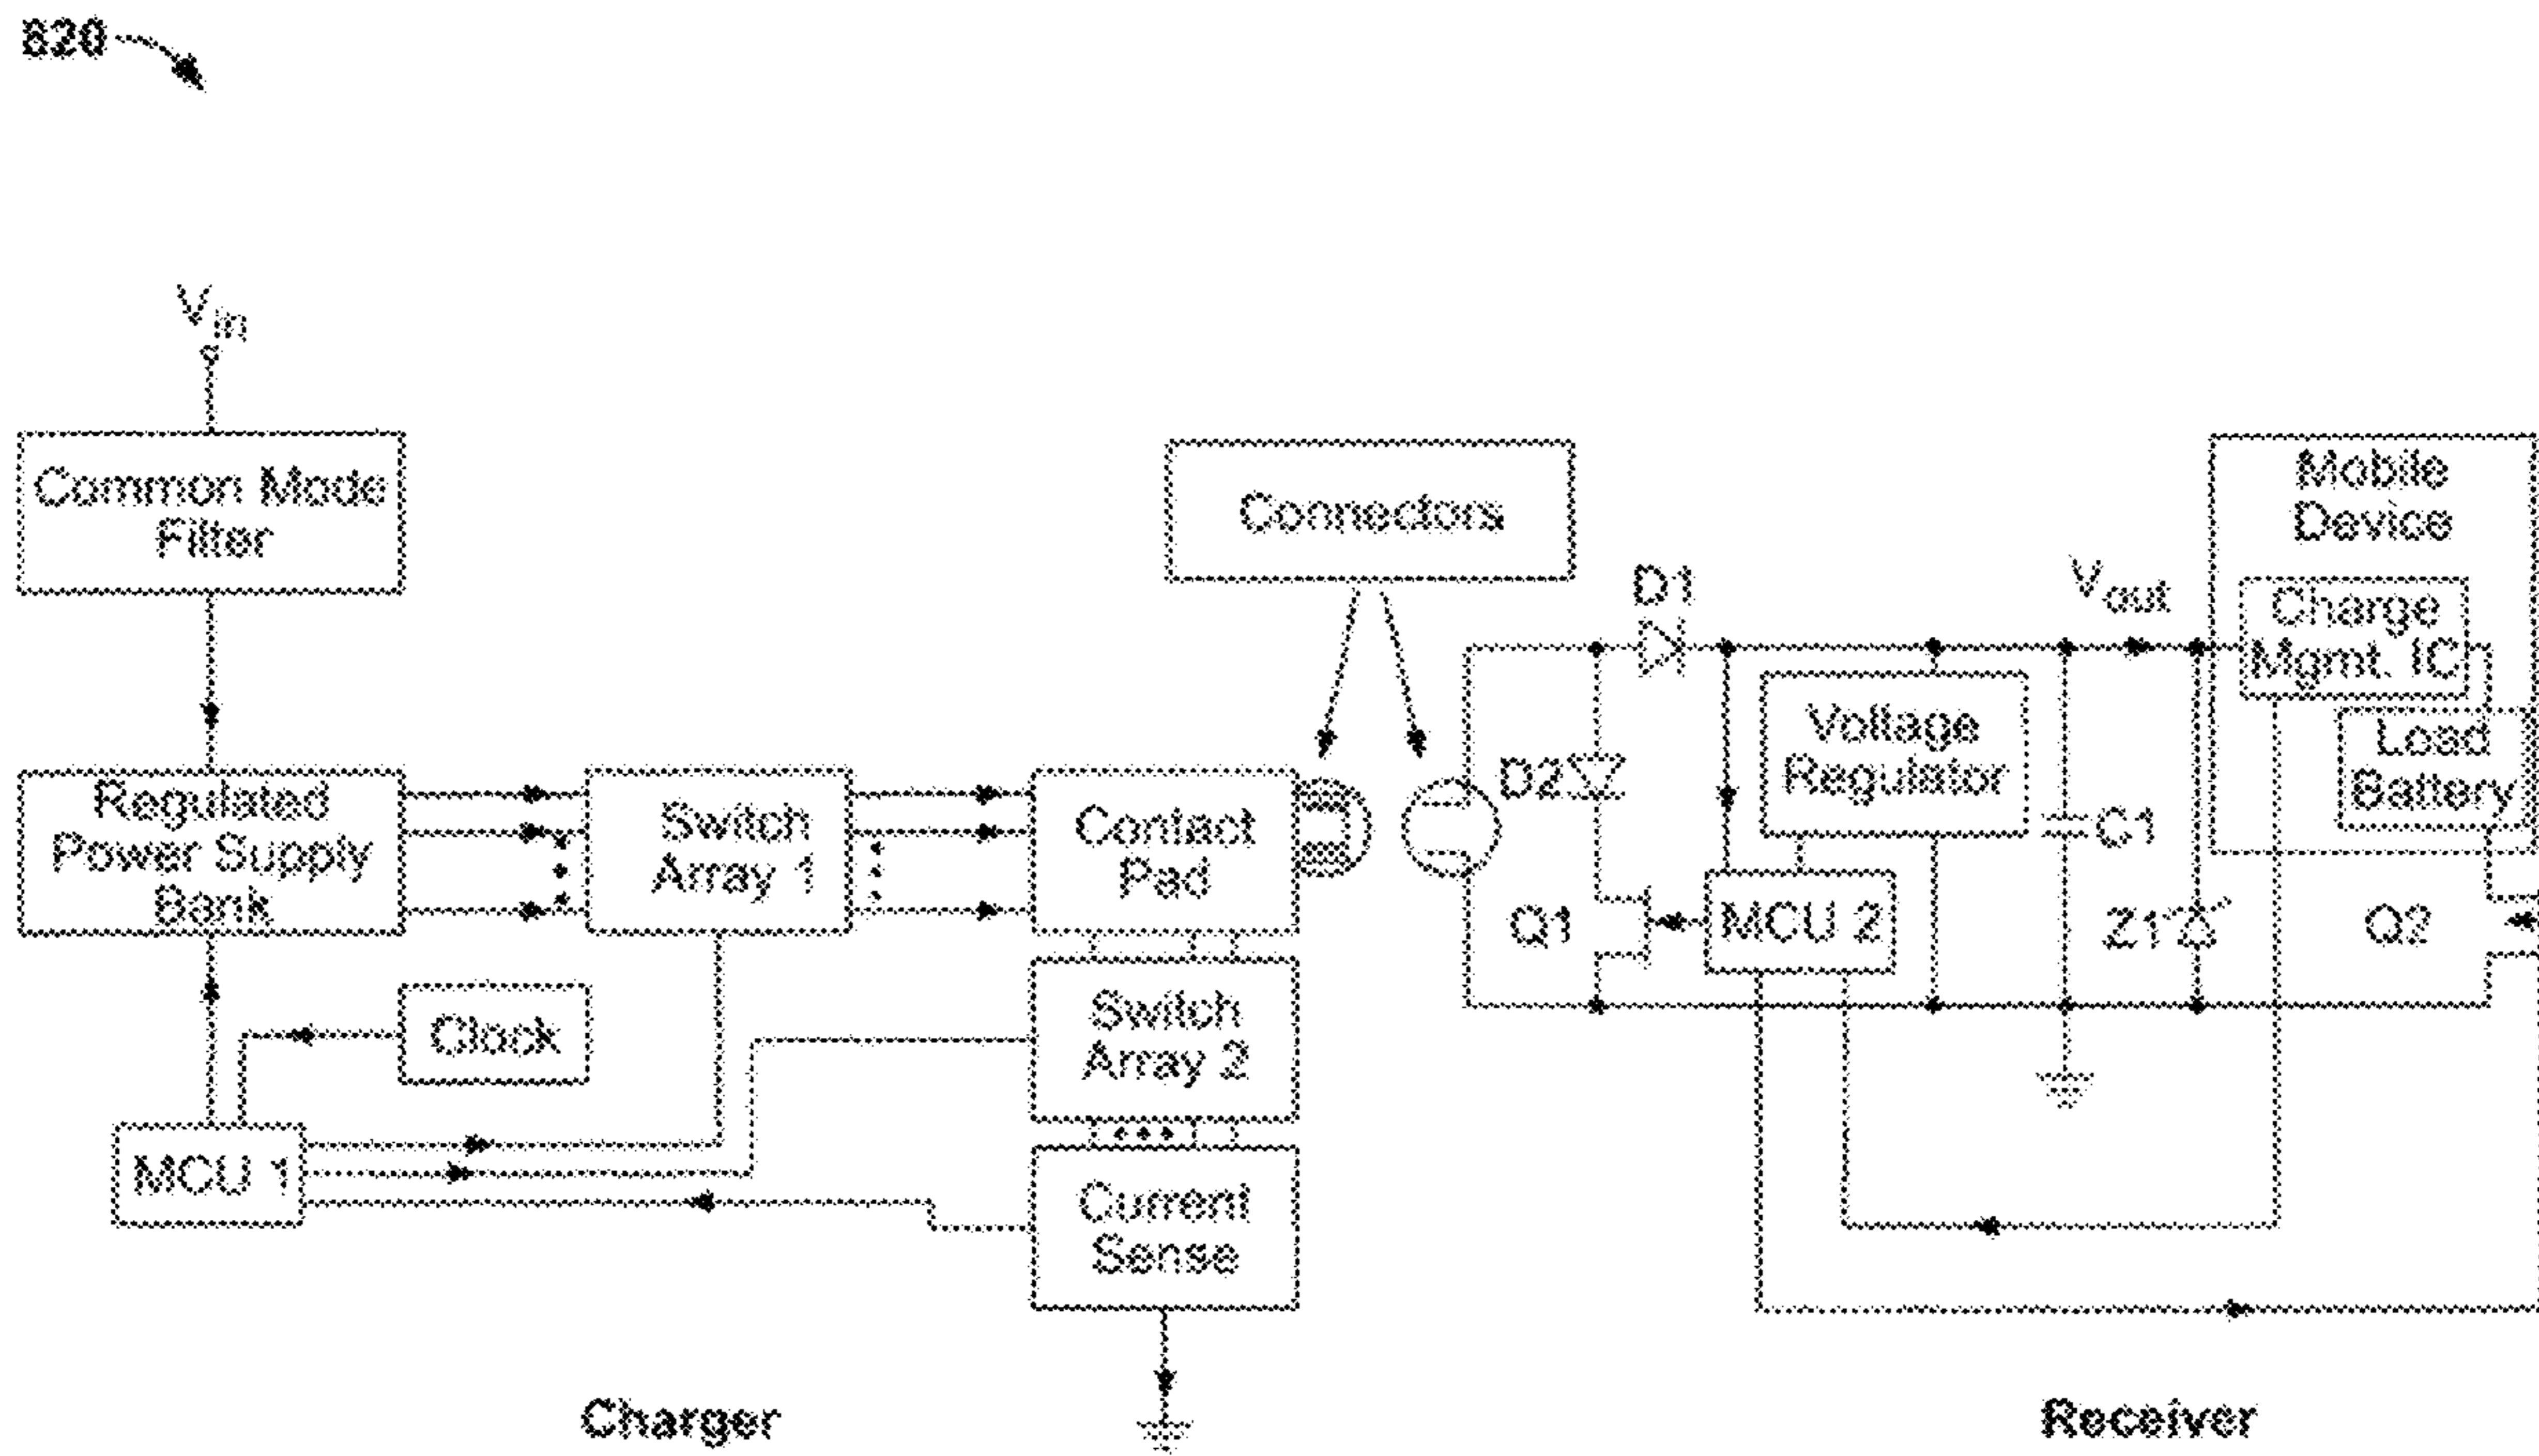 820
Vin
Common Mode
Filter
Connectors
Mobile
Device
D1
Vout
Charge
Mgmt. IC
Regulated
Power Supply
Bank
Switch
Array 1
Contact
Pad
D2
Voltage
Regulator
Load
Battery
C1
Q1
MCU 2
Z1
Q2
Clock
Switch
Array 2
MCU 1
Current
Sense
Charger
Receiver